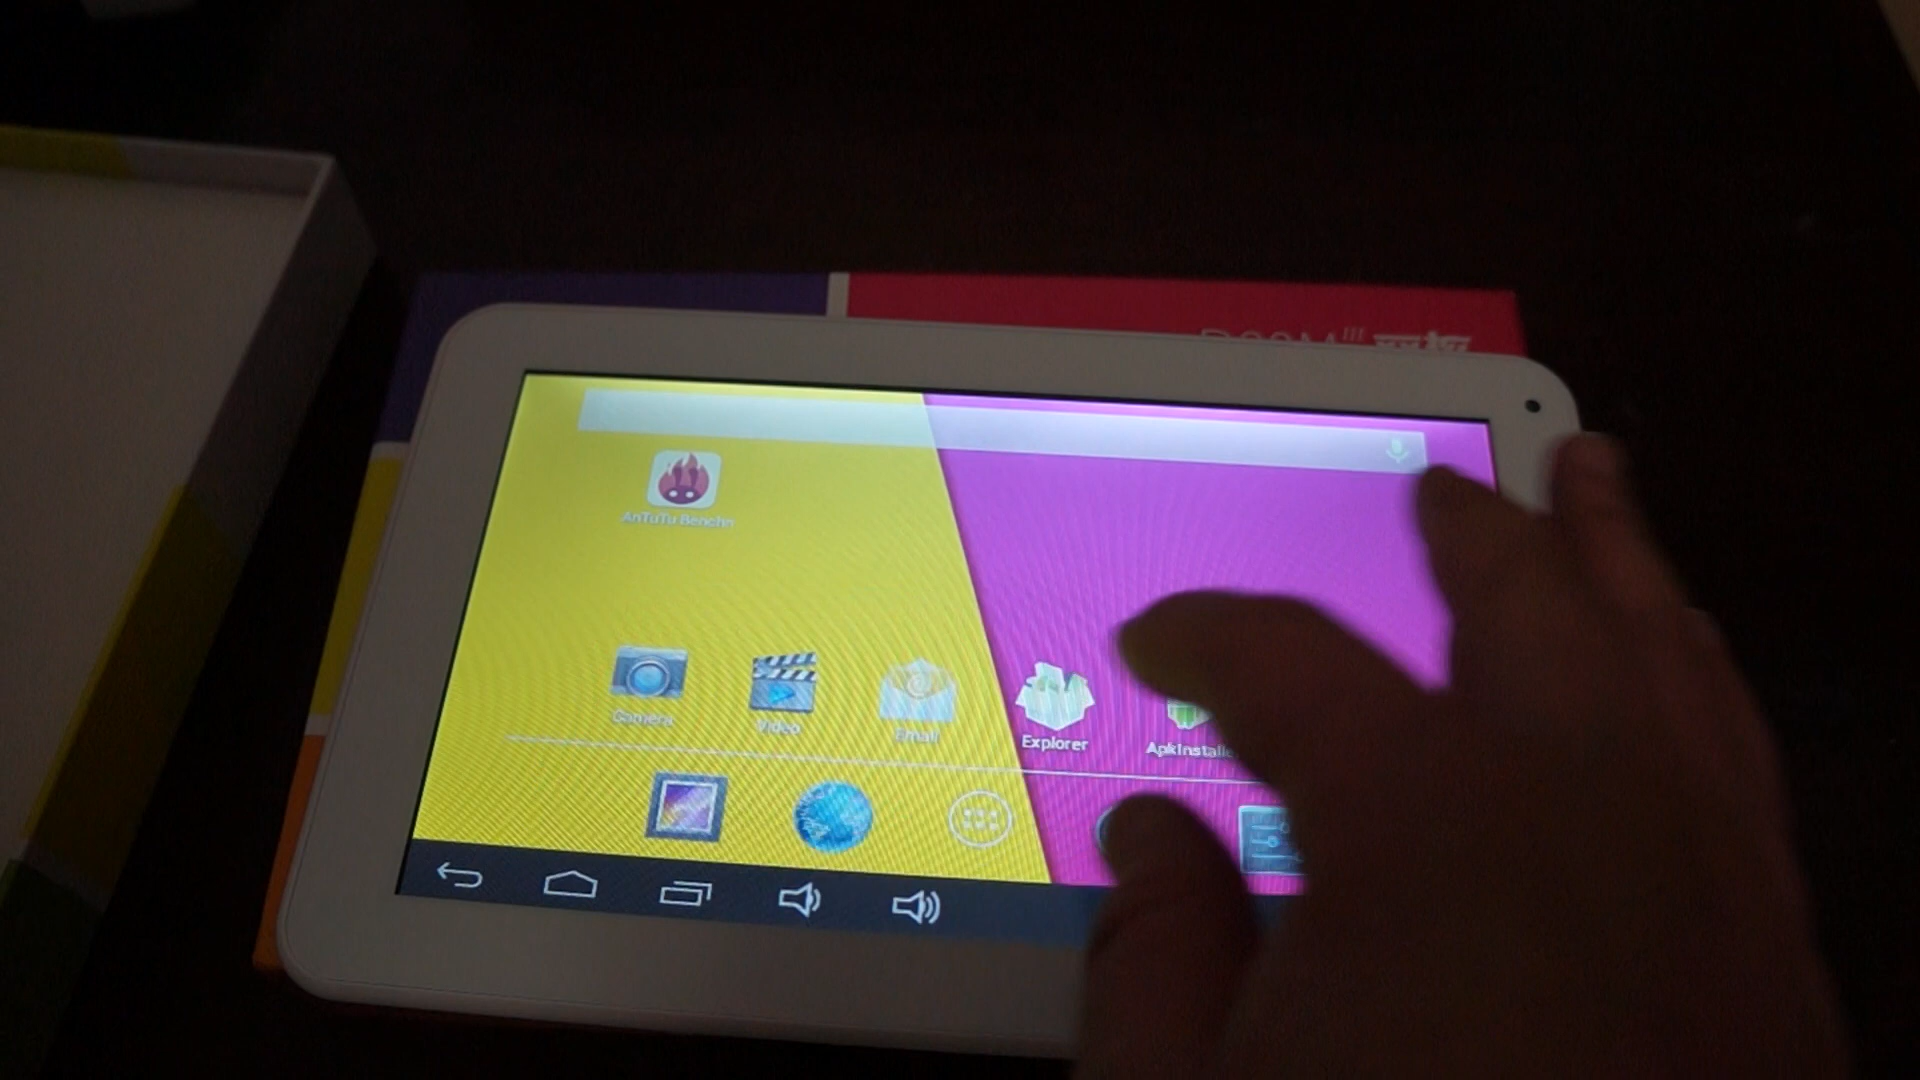 AnTuTu Benchm
Camera
Video
Email
Explorer
ApkInstalle